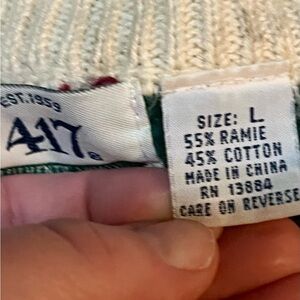 EST. 1959
417
SIZE: L
55% RAMIE
45% COTTON
MADE IN CHINA
RN 13884
CARE ON REVERSE